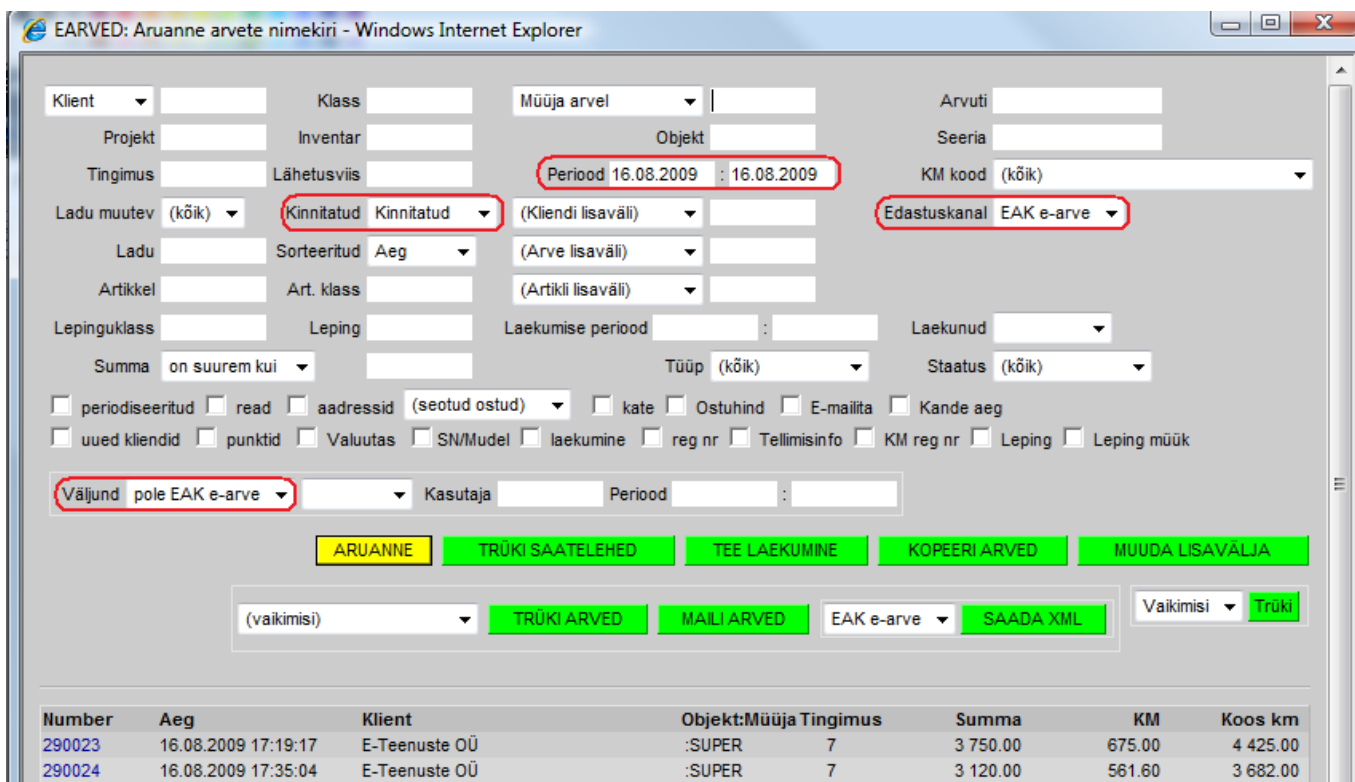 EARVED: Aruanne arvete nimekiri - Windows Internet Explorer
Klient Klass Müüja arvel Arvuti
Projekt Inventar Objekt Seeria
Tingimus Lähetusviis Periood 16.08.2009 : 16.08.2009 KM kood (kõik)
Ladu muutev (kõik) Kinnitatud Kinnitatud (Kliendi lisaväli) Edastuskanal EAK e-arve
Ladu Sorteeritud Aeg (Arve lisaväli)
Artikkel Art. klass (Artikli lisaväli)
Lepinguklass Leping Laekumise periood : Laekunud
Summa on suurem kui Tüüp (kõik) Staatus (kõik)
periodiseeritud read aadressid (seotud ostud) kate Ostuhind E-mailita Kande aeg
uued kliendid punktid Valuutas SN/Mudel laekumine reg nr Tellimisinfo KM reg nr Leping Leping müük
Väljund pole EAK e-arve Kasutaja Periood :
ARUANNE TRÜKI SAATELEHED TEE LAEKUMINE KOPEERI ARVED MUUDA LISAVÄLJA
(vaikimisi) TRÜKI ARVED MAILI ARVED EAK e-arve SAADA XML Vaikimisi Trüki
Number Aeg Klient Objekt:Müüja Tingimus Summa KM Koos km
290023 16.08.2009 17:19:17 E-Teenuste OÜ :SUPER 7 3 750.00 675.00 4 425.00
290024 16.08.2009 17:35:04 E-Teenuste OÜ :SUPER 7 3 120.00 561.60 3 682.00